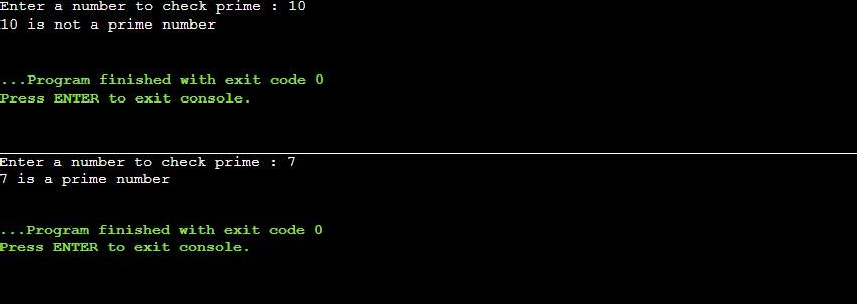 Enter a number to check prime : 10
10 is not a prime number
...Program finished with exit code 0
Press ENTER to exit console.
Enter a number to check prime : 7
7 is a prime number
...Program finished with exit code 0
Press ENTER to exit console.